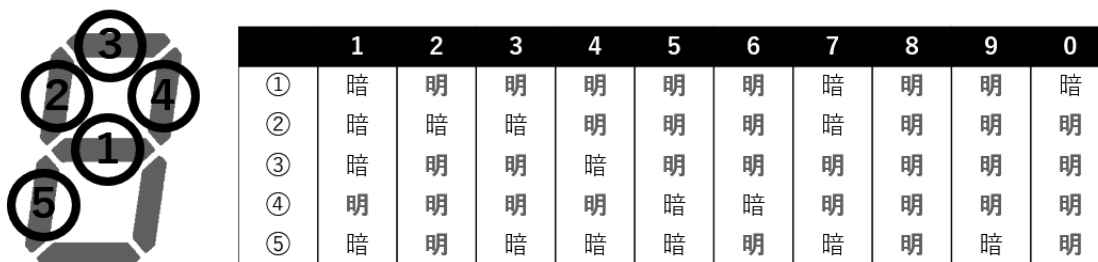 3
2 4
1
5
1 2 3 4 5 6 7 8 9 0
① 暗 明 明 明 明 明 暗 明 明 暗
② 暗 暗 暗 明 明 明 暗 明 明 明
③ 暗 明 明 暗 明 明 明 明 明 明
④ 明 明 明 明 暗 暗 明 明 明 明
⑤ 暗 明 暗 暗 暗 明 暗 明 暗 明